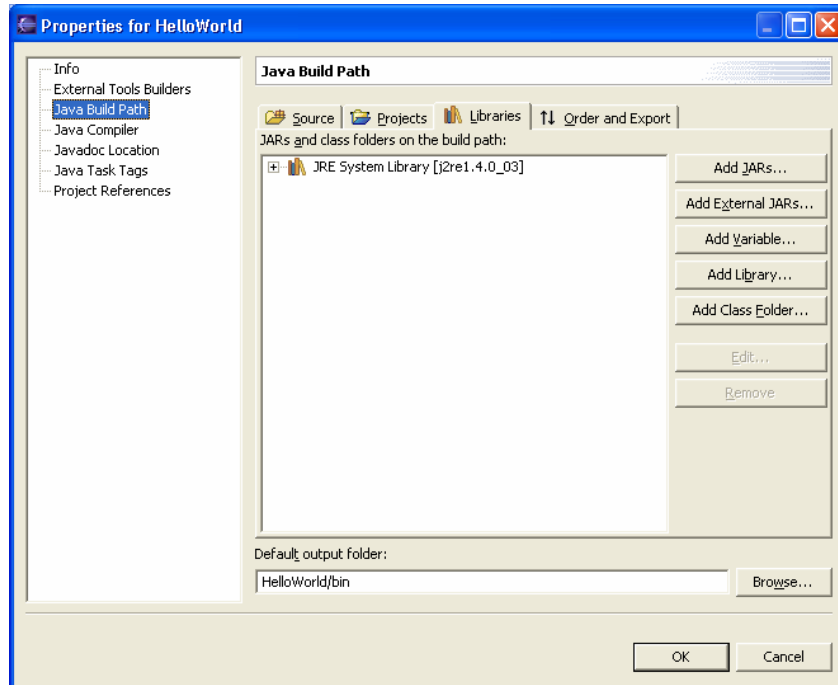 Properties for HelloWorld
Info
External Tools Builders
Java Build Path
Java Compiler
Javadoc Location
Java Task Tags
Project References
Java Build Path
Source
Projects
Libraries
Order and Export
JARs and class folders on the build path:
JRE System Library [j2re1.4.0_03]
Add JARs...
Add External JARs...
Add Variable...
Add Library...
Add Class Folder...
Edit...
Remove
Default output folder:
HelloWorld/bin
Browse...
OK
Cancel